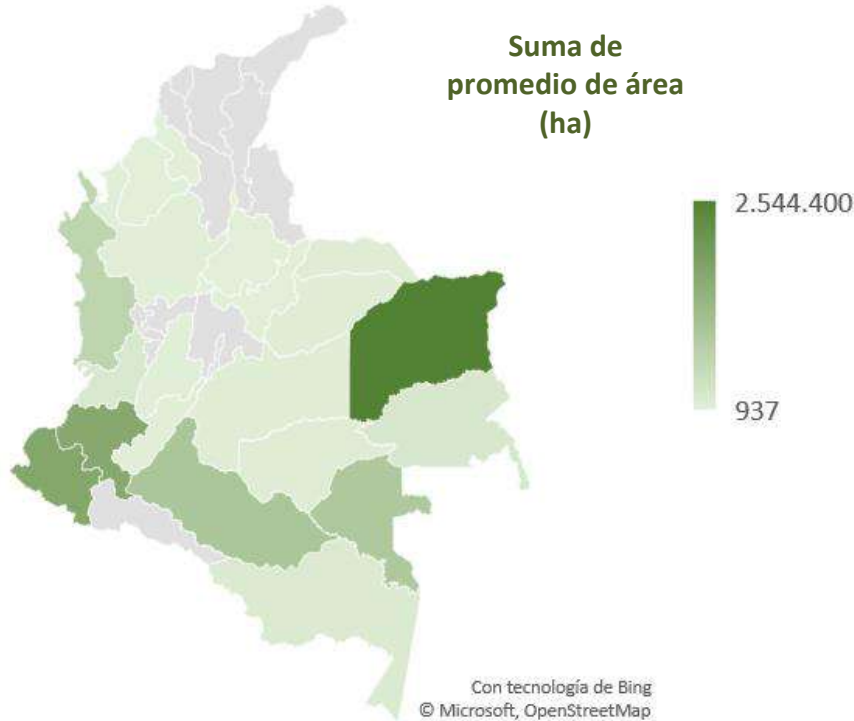 Suma de
promedio de área
(ha)
2.544.400
937
Con tecnología de Bing
© Microsoft, OpenStreetMap